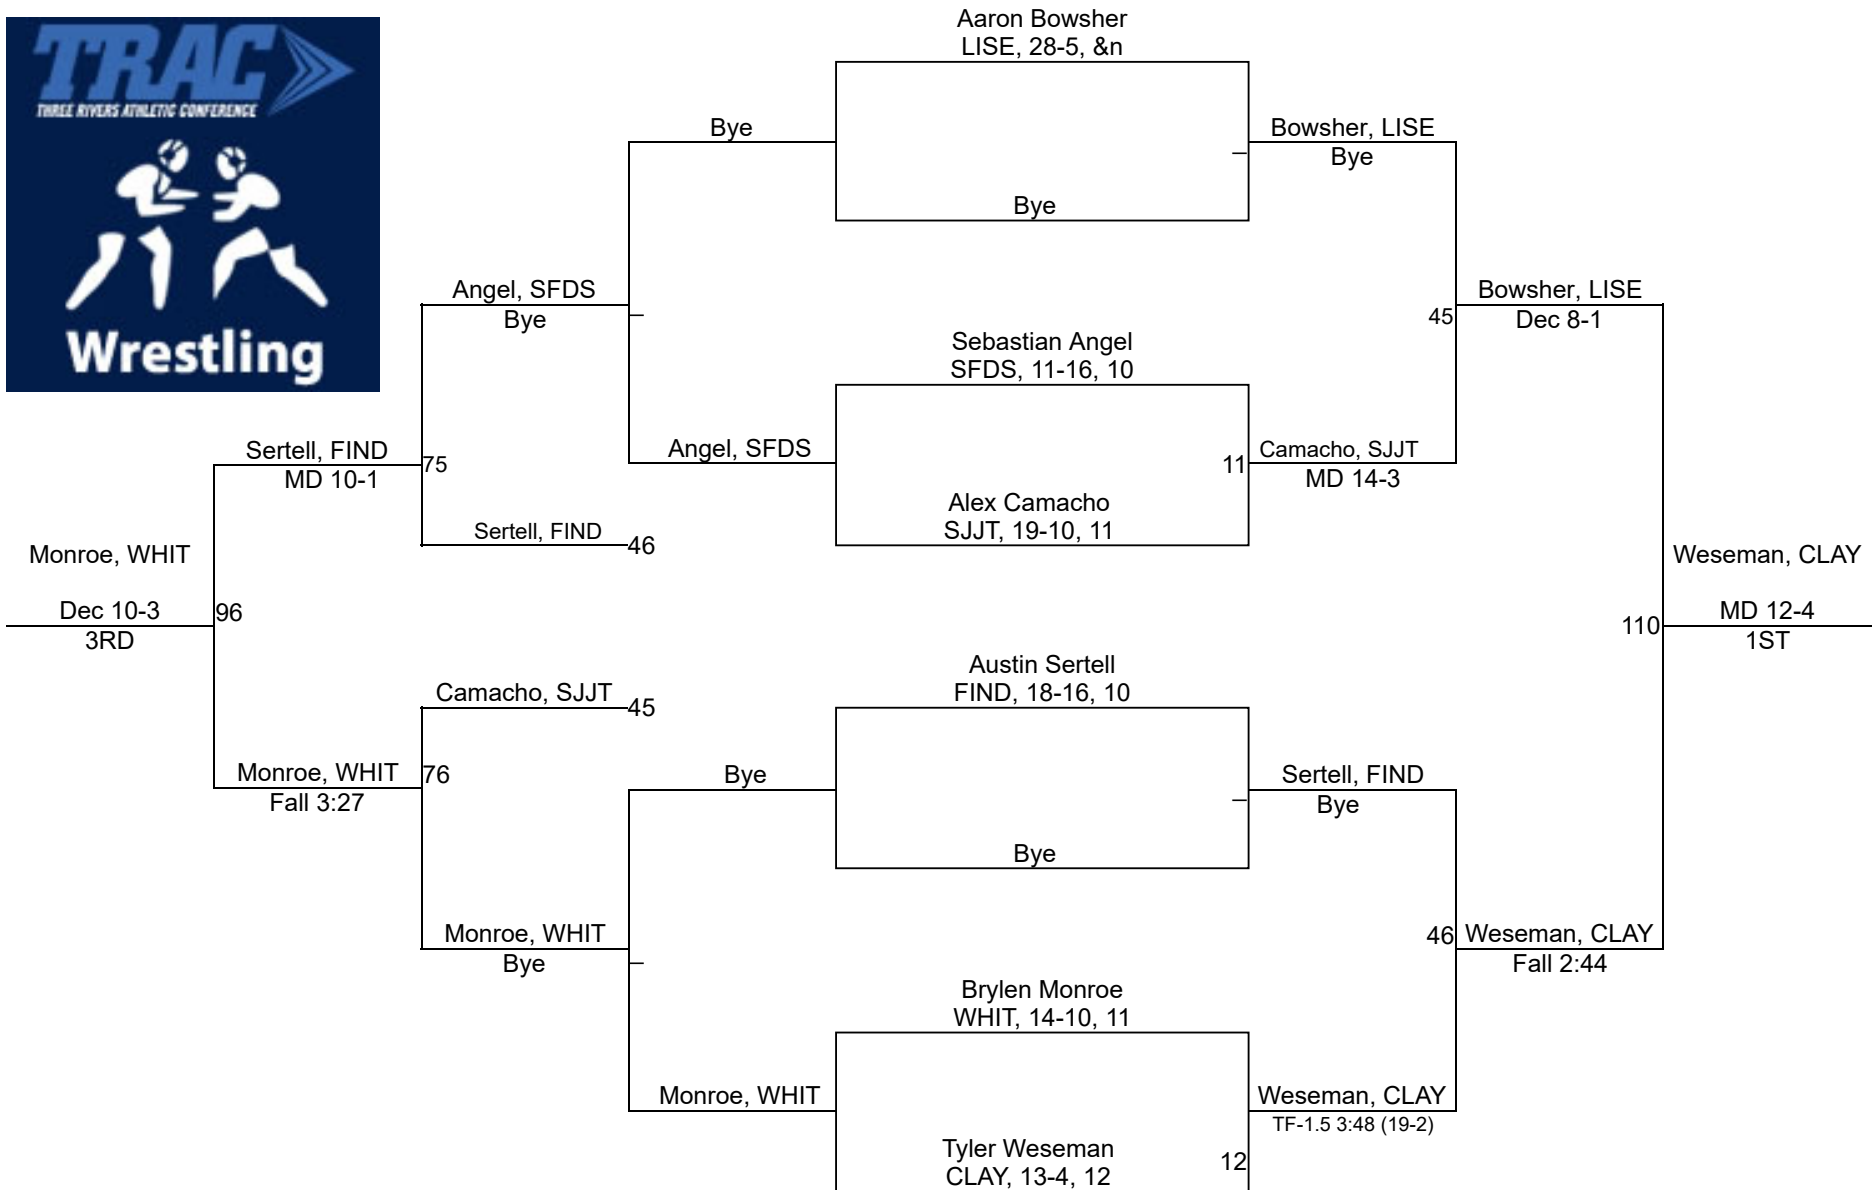 TRAC
THREE RIVERS ATHLETIC CONFERENCE
Wrestling
Aaron Bowsher
LISE, 28-5, &n
Bye
Bowsher, LISE
Bye
Bye
Angel, SFDS
Bye
Bowsher, LISE
45
Dec 8-1
Sebastian Angel
SFDS, 11-16, 10
Sertell, FIND
75
MD 10-1
Angel, SFDS
11
Camacho, SJJT
MD 14-3
Alex Camacho
SJJT, 19-10, 11
Sertell, FIND
46
Monroe, WHIT
Dec 10-3
96
3RD
Weseman, CLAY
110
MD 12-4
1ST
Austin Sertell
FIND, 18-16, 10
Camacho, SJJT
45
Monroe, WHIT
76
Fall 3:27
Bye
Sertell, FIND
Bye
Bye
Monroe, WHIT
Bye
46
Weseman, CLAY
Fall 2:44
Brylen Monroe
WHIT, 14-10, 11
Monroe, WHIT
Weseman, CLAY
TF-1.5 3:48 (19-2)
Tyler Weseman
CLAY, 13-4, 12
12